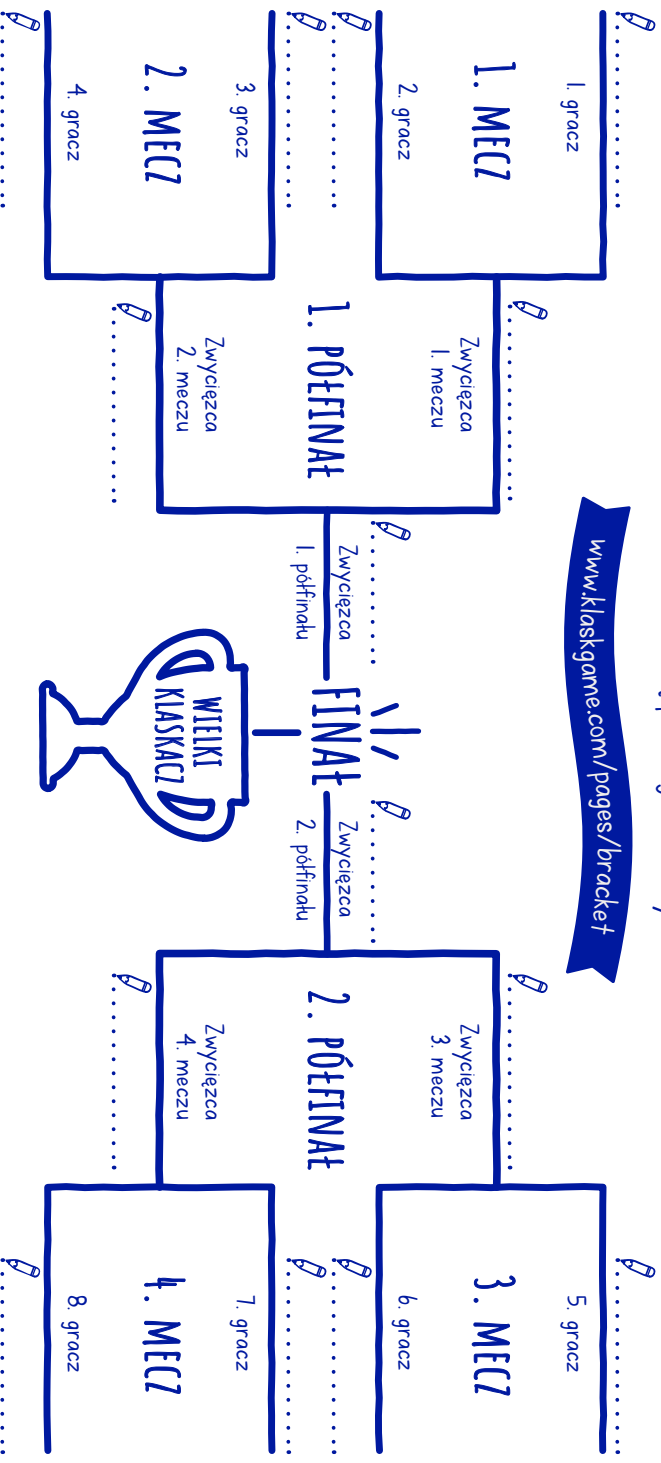 www.klaskgame.com/pages/bracket
1. gracz
1. MECZ
2. gracz
3. gracz
2. MECZ
4. gracz
Zwycięzca
1. meczu
1. PÓŁFINAŁ
Zwycięzca
2. meczu
Zwycięzca
1. półfinału
FINAŁ
Zwycięzca
2. półfinału
WIELKI
KLASKACZ
Zwycięzca
3. meczu
2. PÓŁFINAŁ
Zwycięzca
4. meczu
5. gracz
3. MECZ
6. gracz
7. gracz
4. MECZ
8. gracz